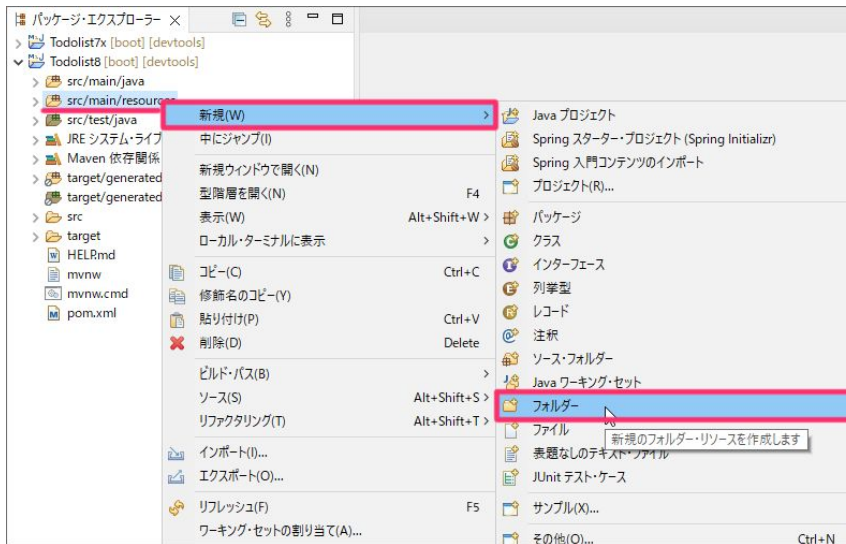 パッケージ・エクスプローラー
Todolist7x [boot] [devtools]
Todolist8 [boot] [devtools]
src/main/java
src/main/resources
src/test/java
JRE システム・ライブ
Maven 依存関係
target/generated
target/generated
src
target
HELP.md
mvnw
mvnw.cmd
pom.xml
新規(W)
中にジャンプ(I)
新規ウィンドウで開く(N)
型階層を開く(N) F4
表示(W) Alt+Shift+W >
ローカル・ターミナルに表示
コピー(C) Ctrl+C
修飾名のコピー(Y)
貼り付け(P) Ctrl+V
削除(D) Delete
ビルド・パス(B)
ソース(S) Alt+Shift+S >
リファクタリング(T) Alt+Shift+T >
インポート(I)...
エクスポート(O)...
リフレッシュ(F) F5
ワーキング・セットの割り当て(A)...
Java プロジェクト
Spring スターター・プロジェクト (Spring Initializr)
Spring 入門コンテンツのインポート
プロジェクト(R)...
パッケージ
クラス
インターフェース
列挙型
レコード
注釈
ソース・フォルダー
Java ワーキング・セット
フォルダー
ファイル
新規のフォルダー・リソースを作成します
表題なしのテキスト・ファイル
JUnit テスト・ケース
サンプル(X)...
その他(O)... Ctrl+N